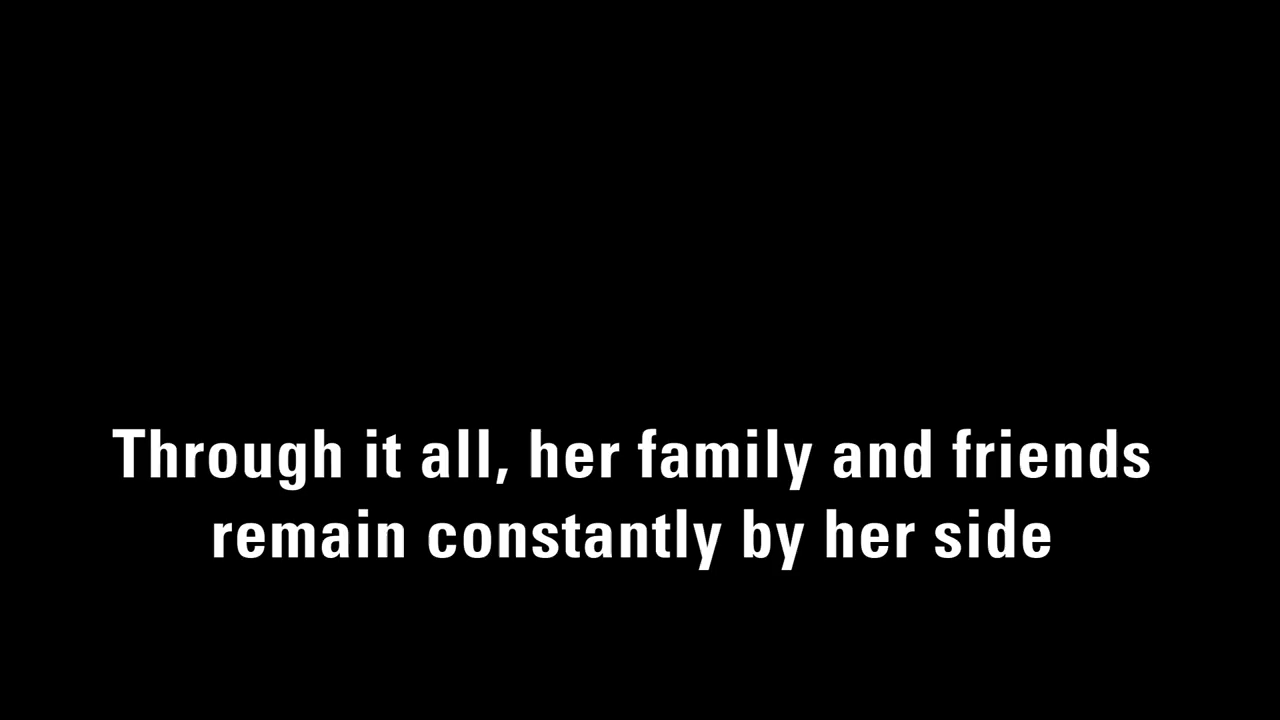 Through it all, her family and friends
remain constantly by her side